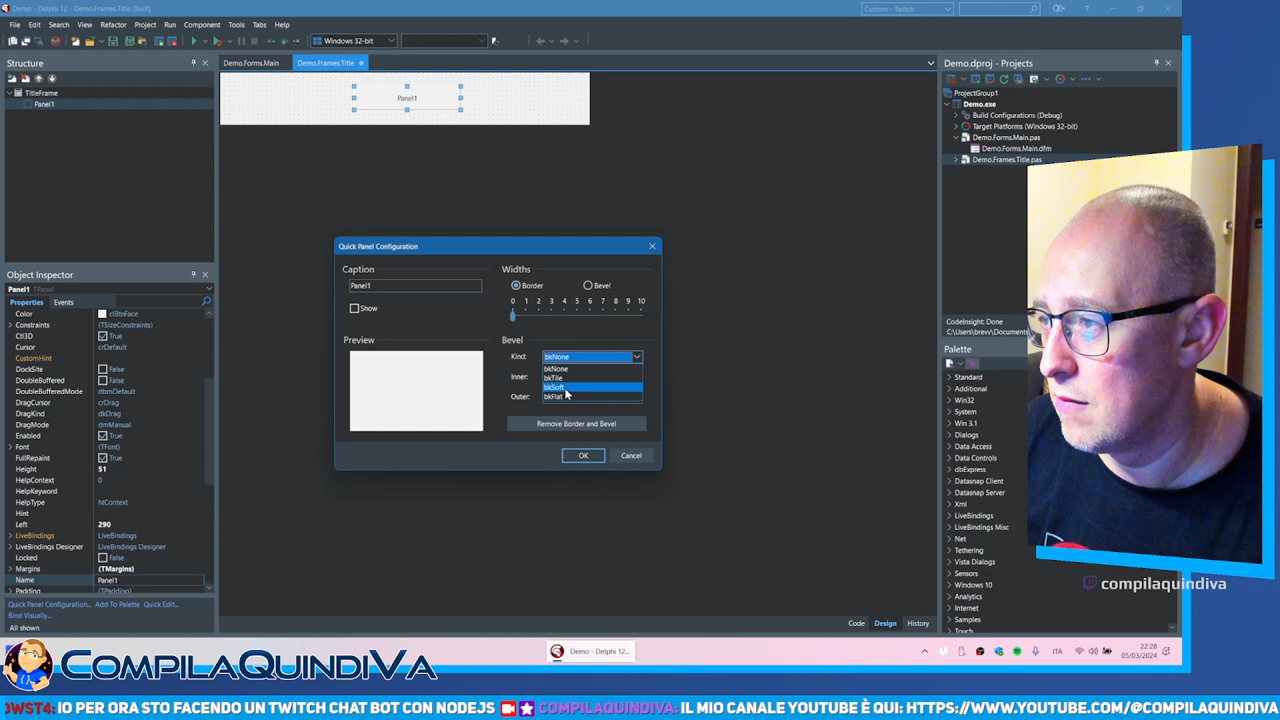 Demo - Delphi 12 - Demo.Frames.Title [Built]
Custom - Twitch
File Edit Search View Refactor Project Run Component Tools Tabs Help
Windows 32-bit
Structure
TitleFrame
Panel1
Demo.Forms.Main
Demo.Frames.Title
Panel1
Demo.dproj - Projects
ProjectGroup1
Demo.exe
Build Configurations (Debug)
Target Platforms (Windows 32-bit)
Demo.Forms.Main.pas
Demo.Forms.Main.dfm
Demo.Frames.Title.pas
CodeInsight: Done
C:\Users\brevv\Documents
Quick Panel Configuration
Caption
Panel1
Show
Preview
Widths
Border
Bevel
0 1 2 3 4 5 6 7 8 9 10
Bevel
Kind: bkNone
bkNone
Inner:
bkTile
bkSoft
Outer:
bkFlat
Remove Border and Bevel
OK
Cancel
Object Inspector
Panel1 TPanel
Properties Events
Color clBtnFace
Constraints (TSizeConstraints)
Ctl3D True
Cursor crDefault
CustomHint
DockSite False
DoubleBuffered False
DoubleBufferedMode dbmDefault
DragCursor crDrag
DragKind dkDrag
DragMode dmManual
Enabled True
Font (TFont)
FullRepaint True
Height 51
HelpContext 0
HelpKeyword
HelpType htContext
Hint
Left 290
LiveBindings LiveBindings
LiveBindings Designer LiveBindings Designer
Locked False
Margins (TMargins)
Name Panel1
Padding (TPadding)
Quick Panel Configuration... Add To Palette Quick Edit...
Bind Visually...
All shown
Palette
Standard
Additional
Win32
System
Win 3.1
Dialogs
Data Access
Data Controls
dbExpress
Datasnap Client
Datasnap Server
Xml
LiveBindings
LiveBindings Misc
Net
Tethering
Vista Dialogs
Sensors
Windows 10
Analytics
Internet
Samples
Touch
Code Design History
compilaquindiva
Demo - Delphi 12...
ITA
22:28
05/03/2024
COMPILAQUINDIVA
OWST4: IO PER ORA STO FACENDO UN TWITCH CHAT BOT CON NODEJS COMPILAQUINDIVA: IL MIO CANALE YOUTUBE È QUI: HTTPS://WWW.YOUTUBE.COM/@COMPILAQUINDIVA